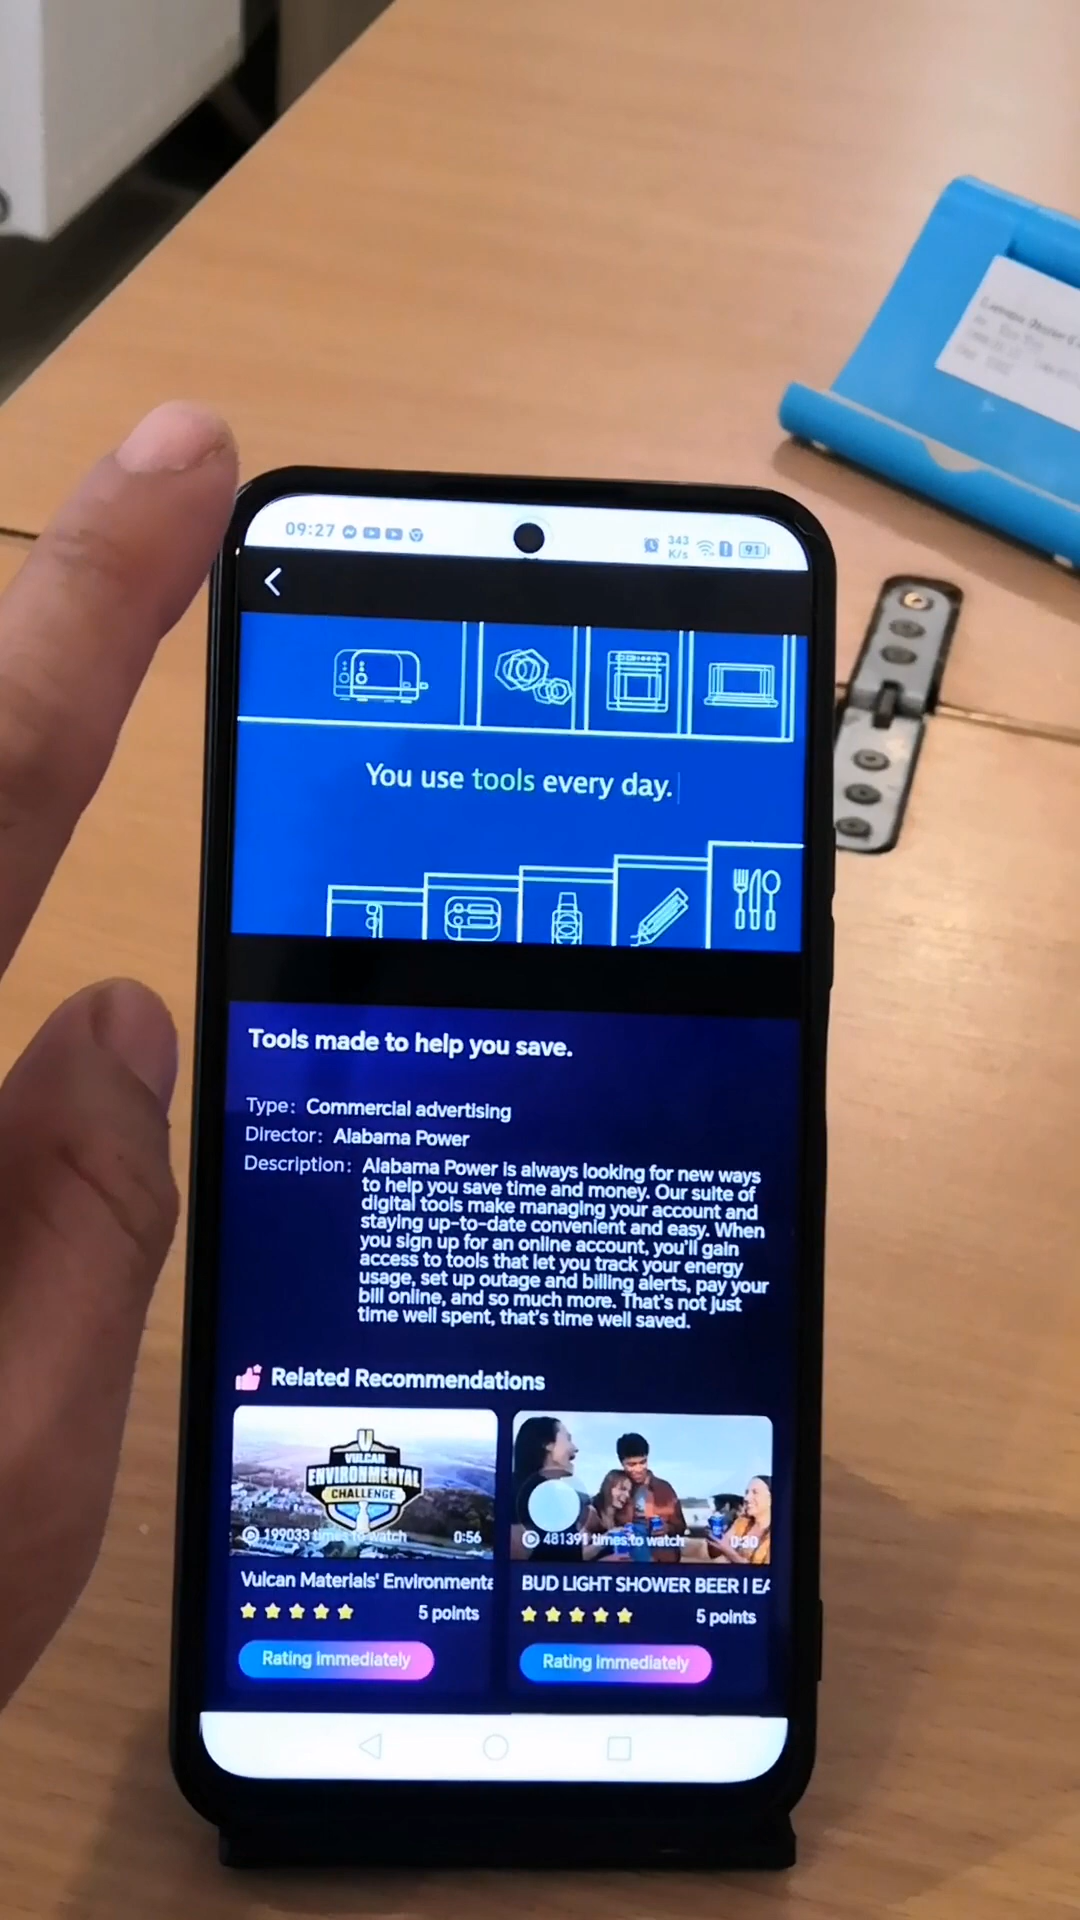 09:27
343
K/s
91
You use tools every day.
Tools made to help you save.
Type: Commercial advertising
Director: Alabama Power
Description: Alabama Power is always looking for new ways
to help you save time and money. Our suite of
digital tools make managing your account and
staying up-to-date convenient and easy. When
you sign up for an online account, you'll gain
access to tools that let you track your energy
usage, set up outage and billing alerts, pay your
bill online, and so much more. That's not just
time well spent, that's time well saved.
Related Recommendations
VULCAN
ENVIRONMENTAL
CHALLENGE
199033 times to watch 0:56
481391 times to watch 0:30
Vulcan Materials' Environmenta
BUD LIGHT SHOWER BEER I EA
5 points
5 points
Rating immediately
Rating immediately